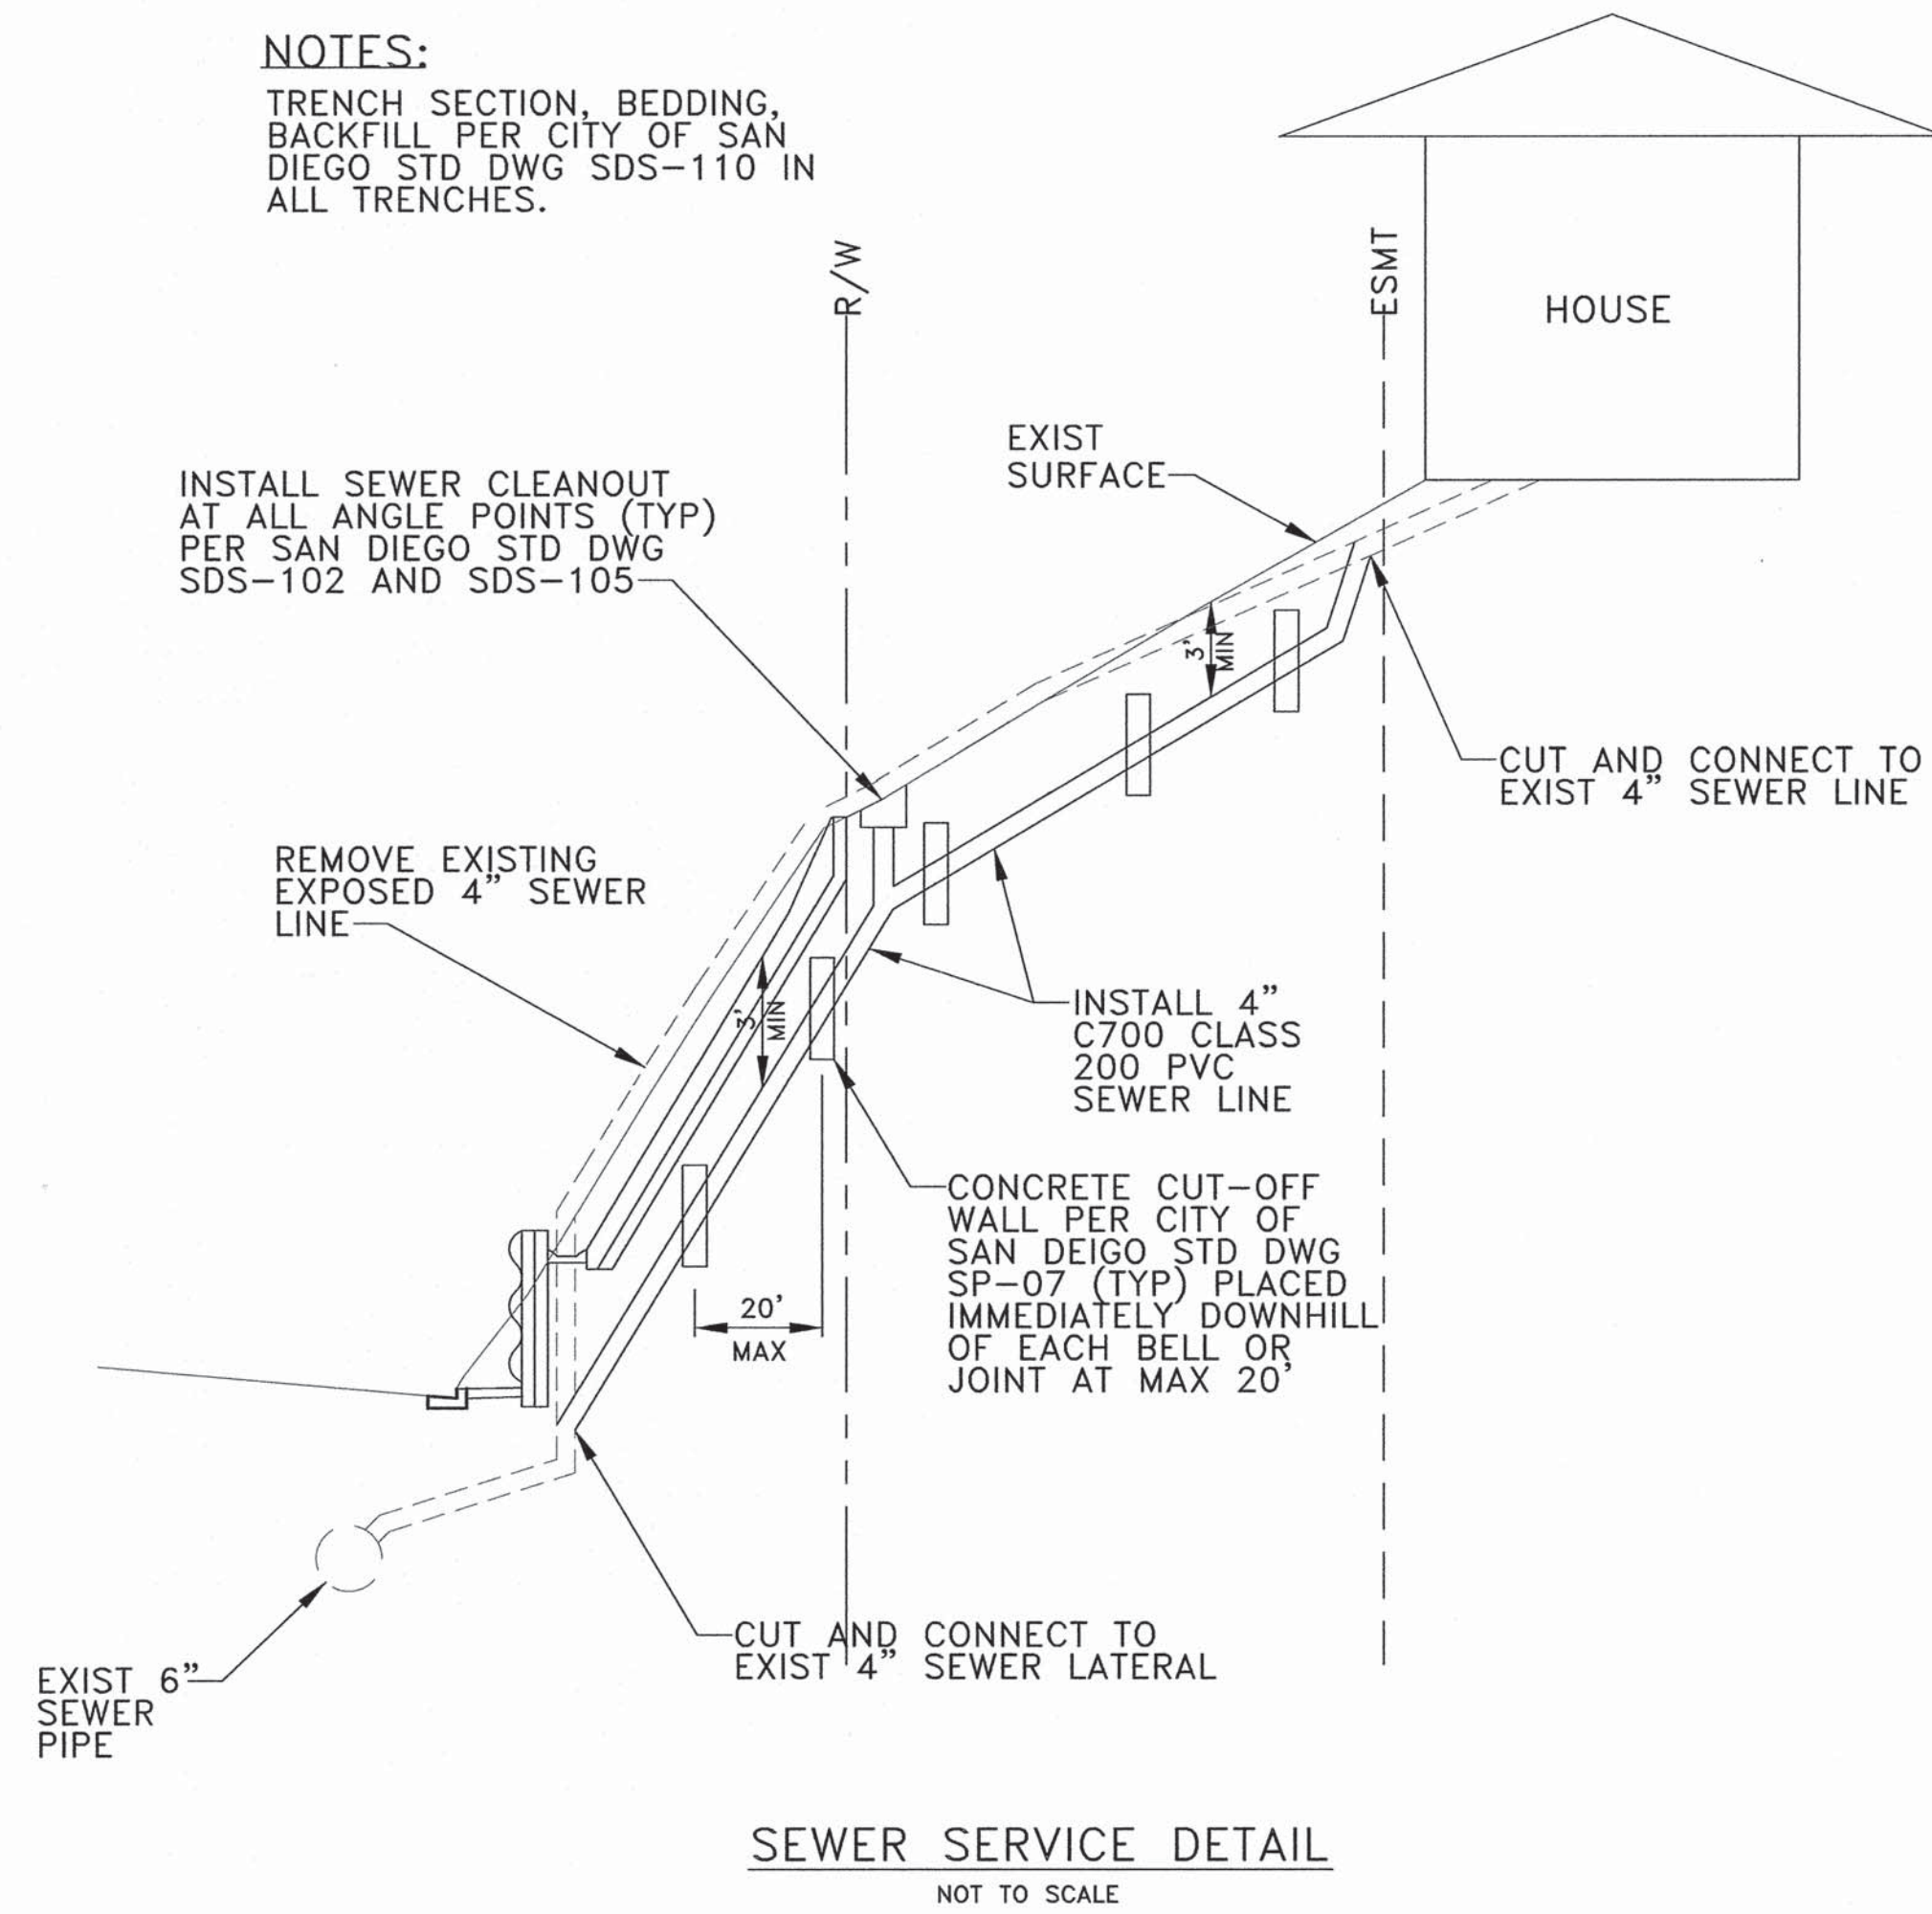 NOTES:
TRENCH SECTION, BEDDING,
BACKFILL PER CITY OF SAN
DIEGO STD DWG SDS-110 IN
ALL TRENCHES.
R/W
ESMT
HOUSE
EXIST
SURFACE
INSTALL SEWER CLEANOUT
AT ALL ANGLE POINTS (TYP)
PER SAN DIEGO STD DWG
SDS-102 AND SDS-105
3'
MIN
CUT AND CONNECT TO
EXIST 4" SEWER LINE
REMOVE EXISTING
EXPOSED 4" SEWER
LINE
3'
MIN
INSTALL 4"
C700 CLASS
200 PVC
SEWER LINE
CONCRETE CUT-OFF
WALL PER CITY OF
SAN DEIGO STD DWG
SP-07 (TYP) PLACED
IMMEDIATELY DOWNHILL
OF EACH BELL OR
JOINT AT MAX 20'
20'
MAX
CUT AND CONNECT TO
EXIST 4" SEWER LATERAL
EXIST 6"
SEWER
PIPE
SEWER SERVICE DETAIL
NOT TO SCALE